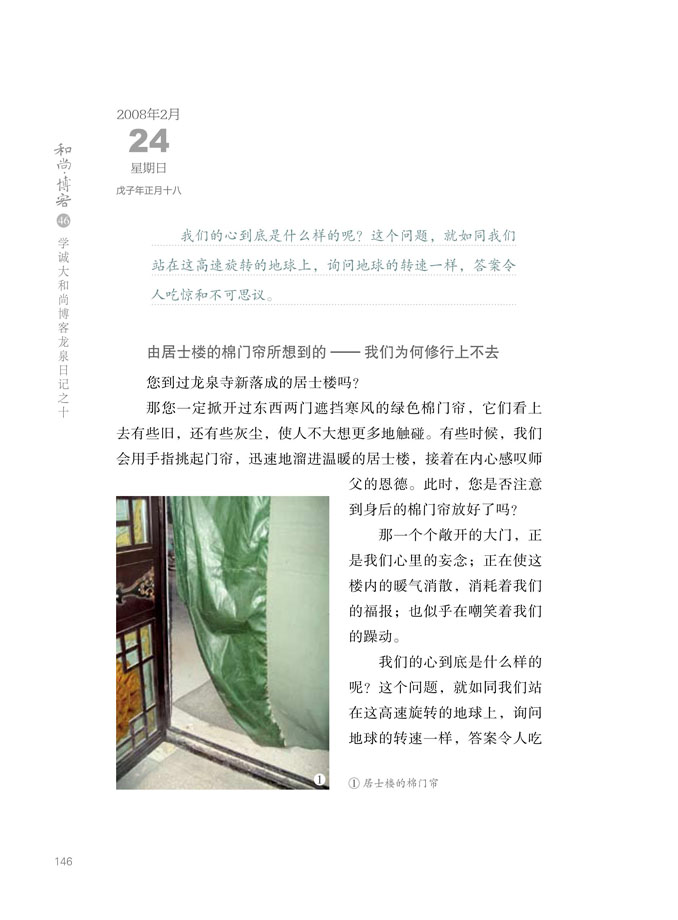 2008年2月
24
星期日
戊子年正月十八
和尚·博客 46 学诚大和尚博客龙泉日记之十
我们的心到底是什么样的呢？这个问题，就如同我们
站在这高速旋转的地球上，询问地球的转速一样，答案令
人吃惊和不可思议。
由居士楼的棉门帘所想到的 —— 我们为何修行上不去
您到过龙泉寺新落成的居士楼吗？
那您一定掀开过东西两门遮挡寒风的绿色棉门帘，它们看上
去有些旧，还有些灰尘，使人不大想更多地触碰。有些时候，我们
会用手指挑起门帘，迅速地溜进温暖的居士楼，接着在内心感叹师
父的恩德。此时，您是否注意
到身后的棉门帘放好了吗？
那一个个敞开的大门，正
是我们心里的妄念；正在使这
楼内的暖气消散，消耗着我们
的福报；也似乎在嘲笑着我们
的躁动。
我们的心到底是什么样的
呢？这个问题，就如同我们站
在这高速旋转的地球上，询问
地球的转速一样，答案令人吃
①
① 居士楼的棉门帘
146